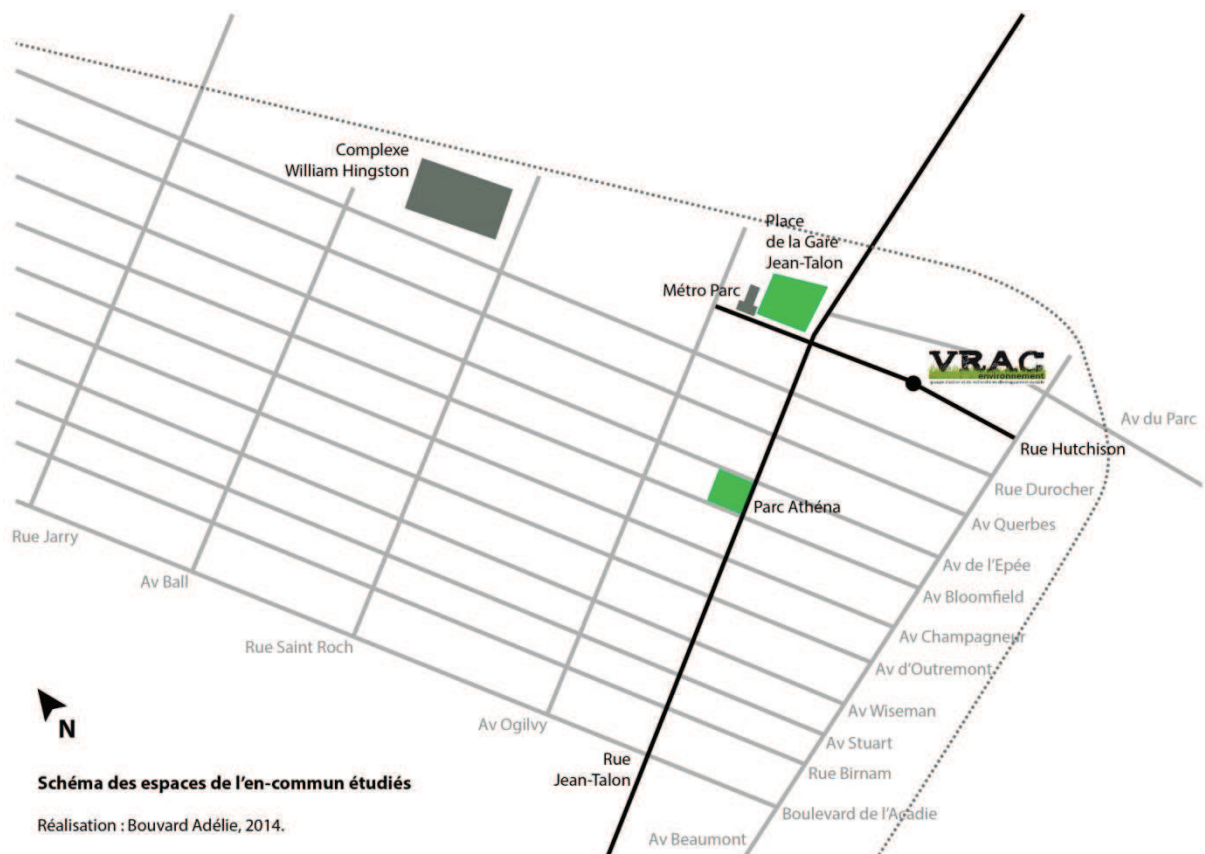 Complexe
William Hingston
Place
de la Gare
Jean-Talon
Métro Parc
VRAC
environnement
Av du Parc
Rue Hutchison
Rue Durocher
Parc Athéna
Av Querbes
Rue Jarry
Av de l'Epée
Av Ball
Av Bloomfield
Av Champagneur
Rue Saint Roch
Av d'Outremont
Av Wiseman
Av Ogilvy
N
Av Stuart
Rue
Jean-Talon
Rue Birnam
Schéma des espaces de l'en-commun étudiés
Boulevard de l'Acadie
Réalisation : Bouvard Adélie, 2014.
Av Beaumont